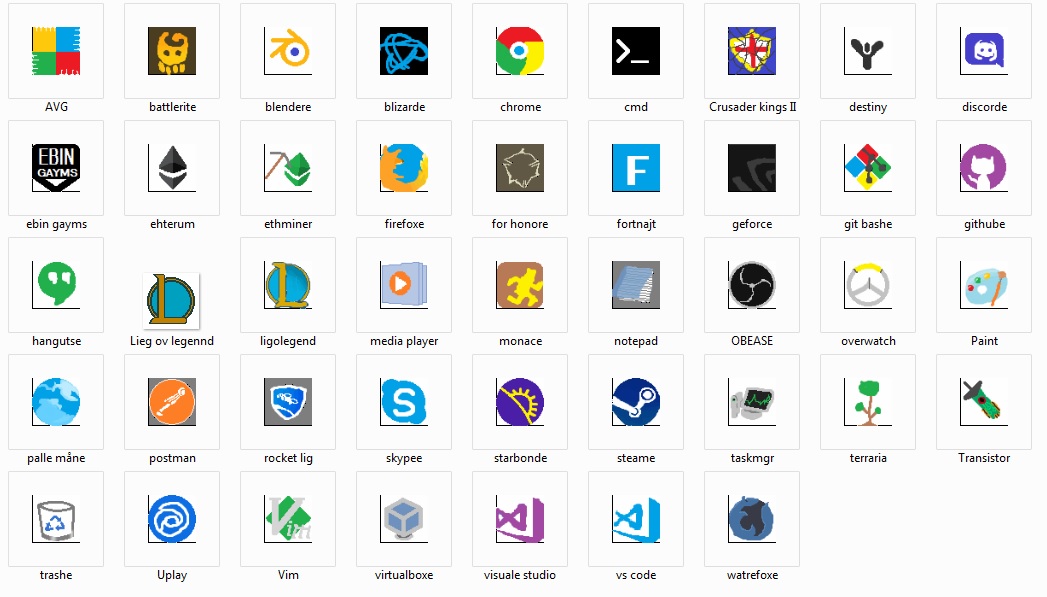 AVG
battlerite
blendere
blizarde
chrome
cmd
Crusader kings II
destiny
discorde
EBIN
GAYMS
F
ebin gayms
ehterum
ethminer
firefoxe
for honore
fortnajt
geforce
git bashe
githube
L
L
hangutse
Lieg ov legennd
ligolegend
media player
monace
notepad
OBEASE
overwatch
Paint
S
palle måne
postman
rocket lig
skypee
starbonde
steame
taskmgr
terraria
Transistor
Vim
trashe
Uplay
Vim
virtualboxe
visuale studio
vs code
watrefoxe